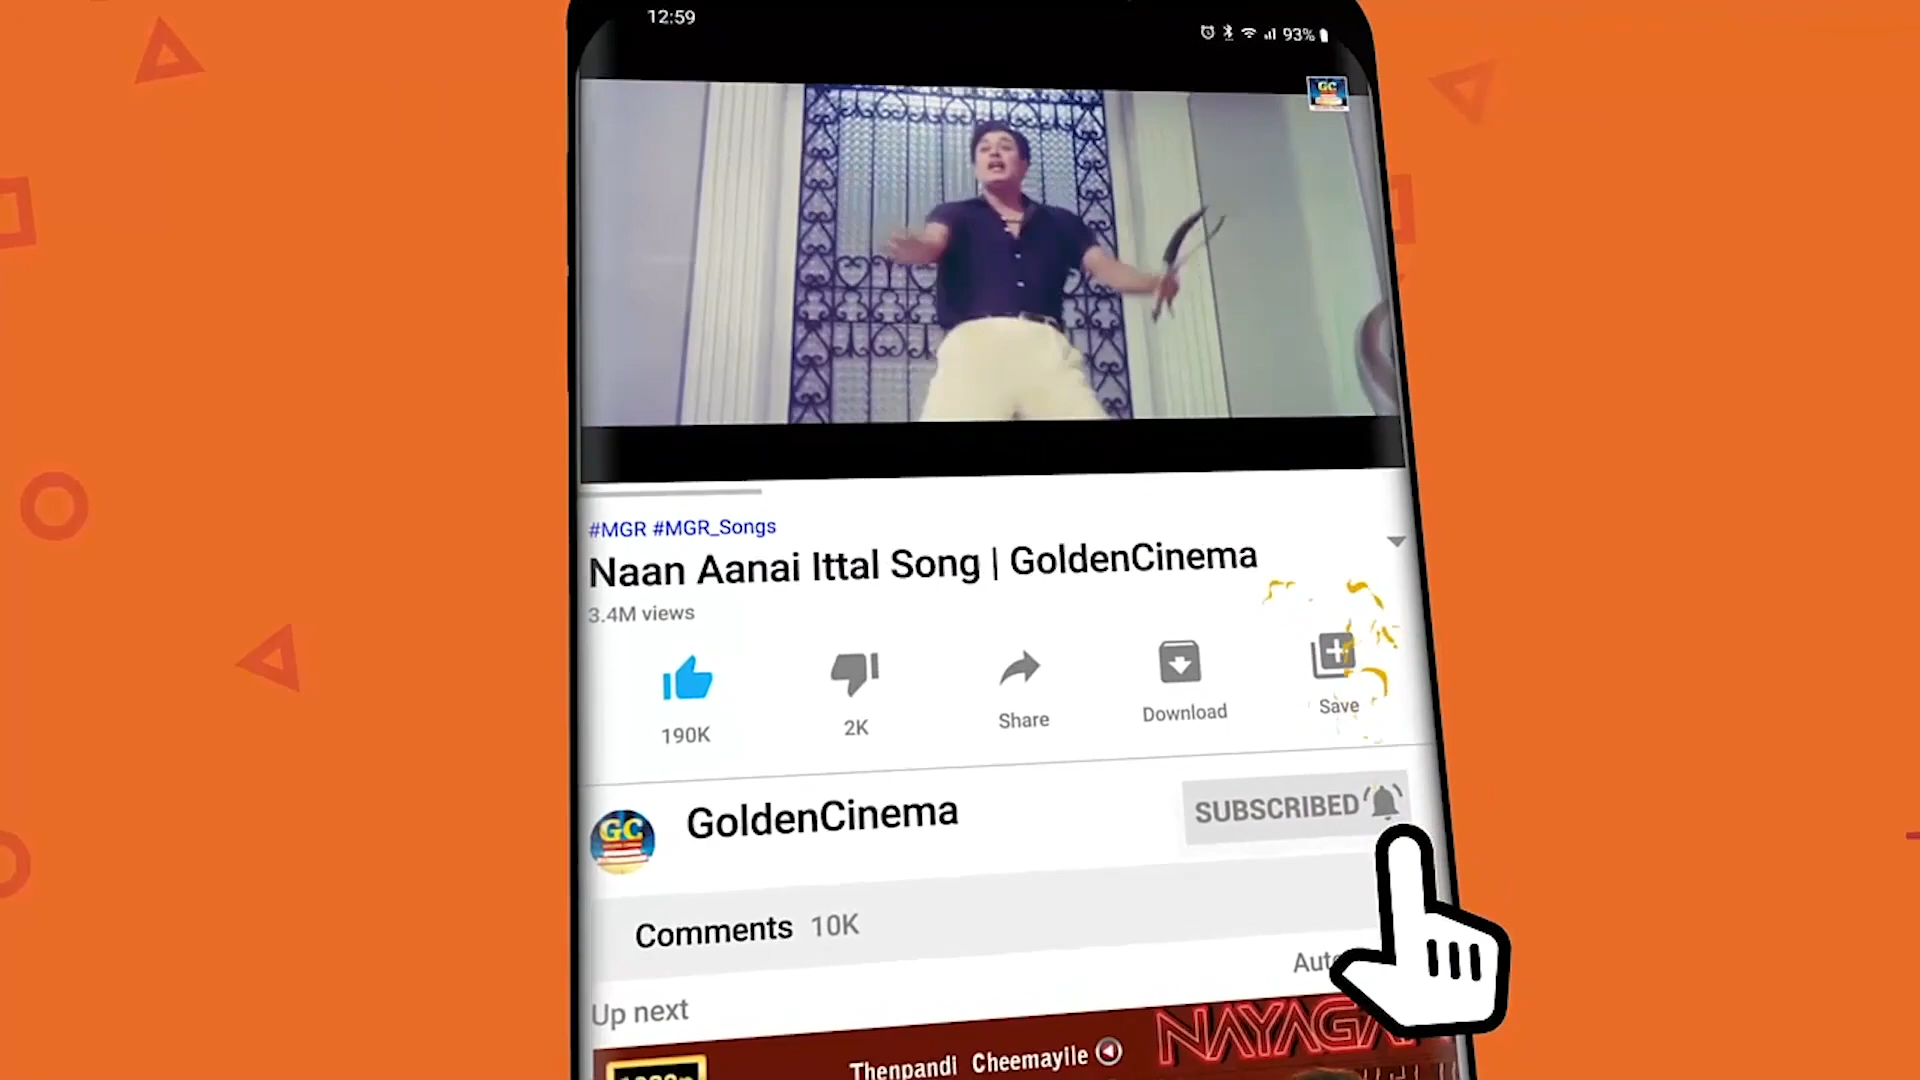 12:59
93%
GC
#MGR #MGR_Songs
Naan Aanai Ittal Song | GoldenCinema
3.4M views
190K
2K
Share
Download
Save
GC
GoldenCinema
SUBSCRIBED
Comments 10K
Up next
Thenpandi Cheemayile